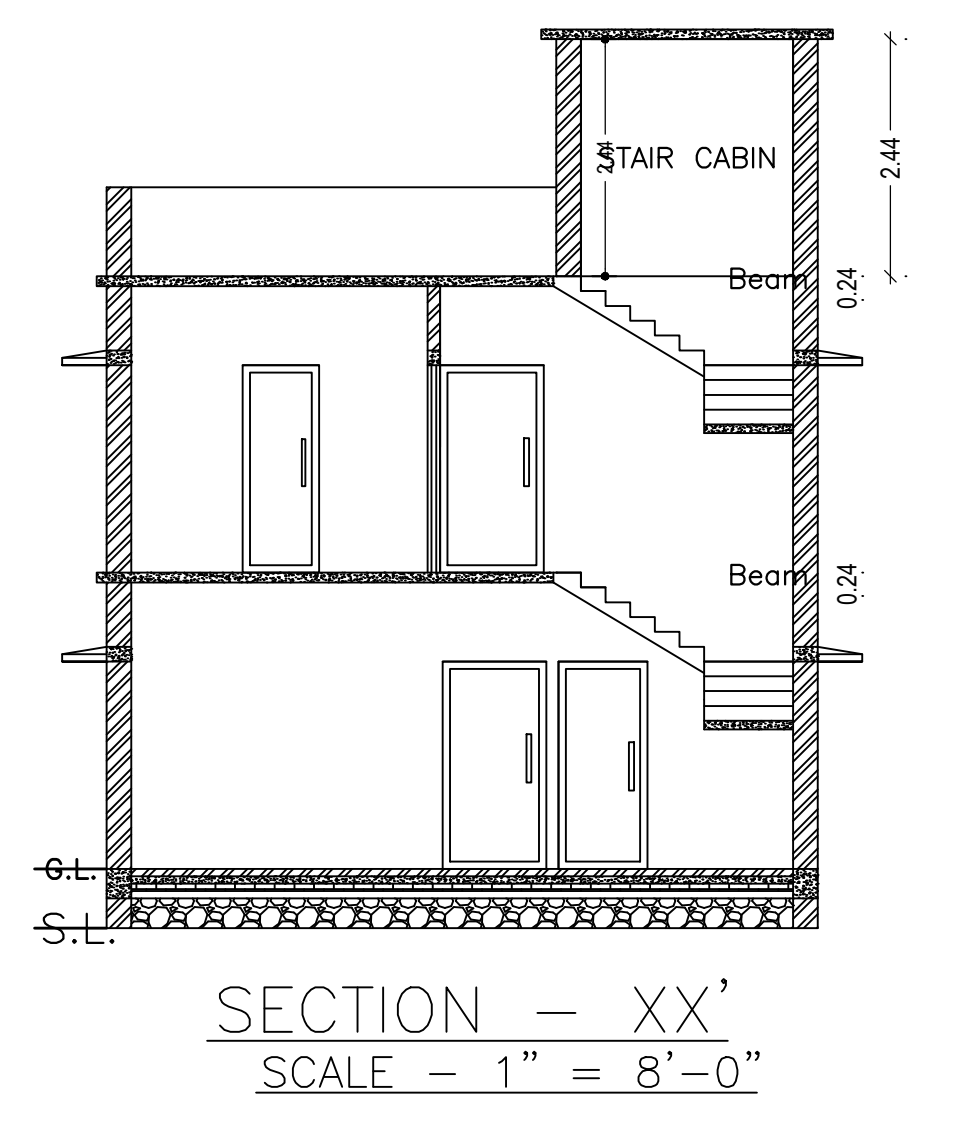 2.44
STAIR CABIN
2.44
Beam
0.24
Beam
0.24
G.L.
S.L.
SECTION – XX’
SCALE – 1” = 8’–0”